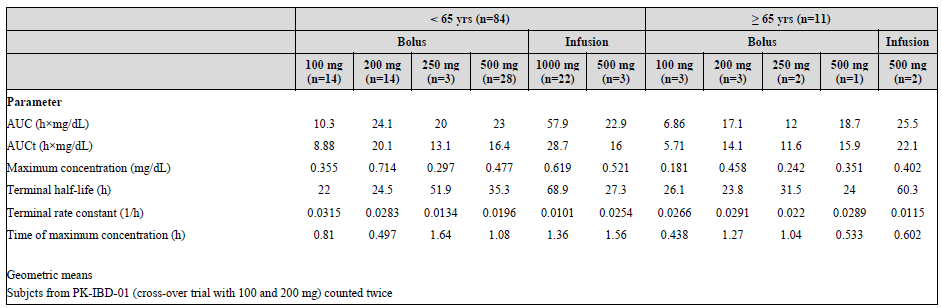 < 65 yrs (n=84) ≥ 65 yrs (n=11)
Bolus Infusion Bolus Infusion
100 mg (n=14) 200 mg (n=14) 250 mg (n=3) 500 mg (n=28) 1000 mg (n=22) 500 mg (n=3) 100 mg (n=3) 200 mg (n=3) 250 mg (n=2) 500 mg (n=1) 500 mg (n=2)
Parameter
AUC (h×mg/dL) 10.3 24.1 20 23 57.9 22.9 6.86 17.1 12 18.7 25.5
AUCt (h×mg/dL) 8.88 20.1 13.1 16.4 28.7 16 5.71 14.1 11.6 15.9 22.1
Maximum concentration (mg/dL) 0.355 0.714 0.297 0.477 0.619 0.521 0.181 0.458 0.242 0.351 0.402
Terminal half-life (h) 22 24.5 51.9 35.3 68.9 27.3 26.1 23.8 31.5 24 60.3
Terminal rate constant (1/h) 0.0315 0.0283 0.0134 0.0196 0.0101 0.0254 0.0266 0.0291 0.022 0.0289 0.0115
Time of maximum concentration (h) 0.81 0.497 1.64 1.08 1.36 1.56 0.438 1.27 1.04 0.533 0.602
Geometric means
Subjcts from PK-IBD-01 (cross-over trial with 100 and 200 mg) counted twice